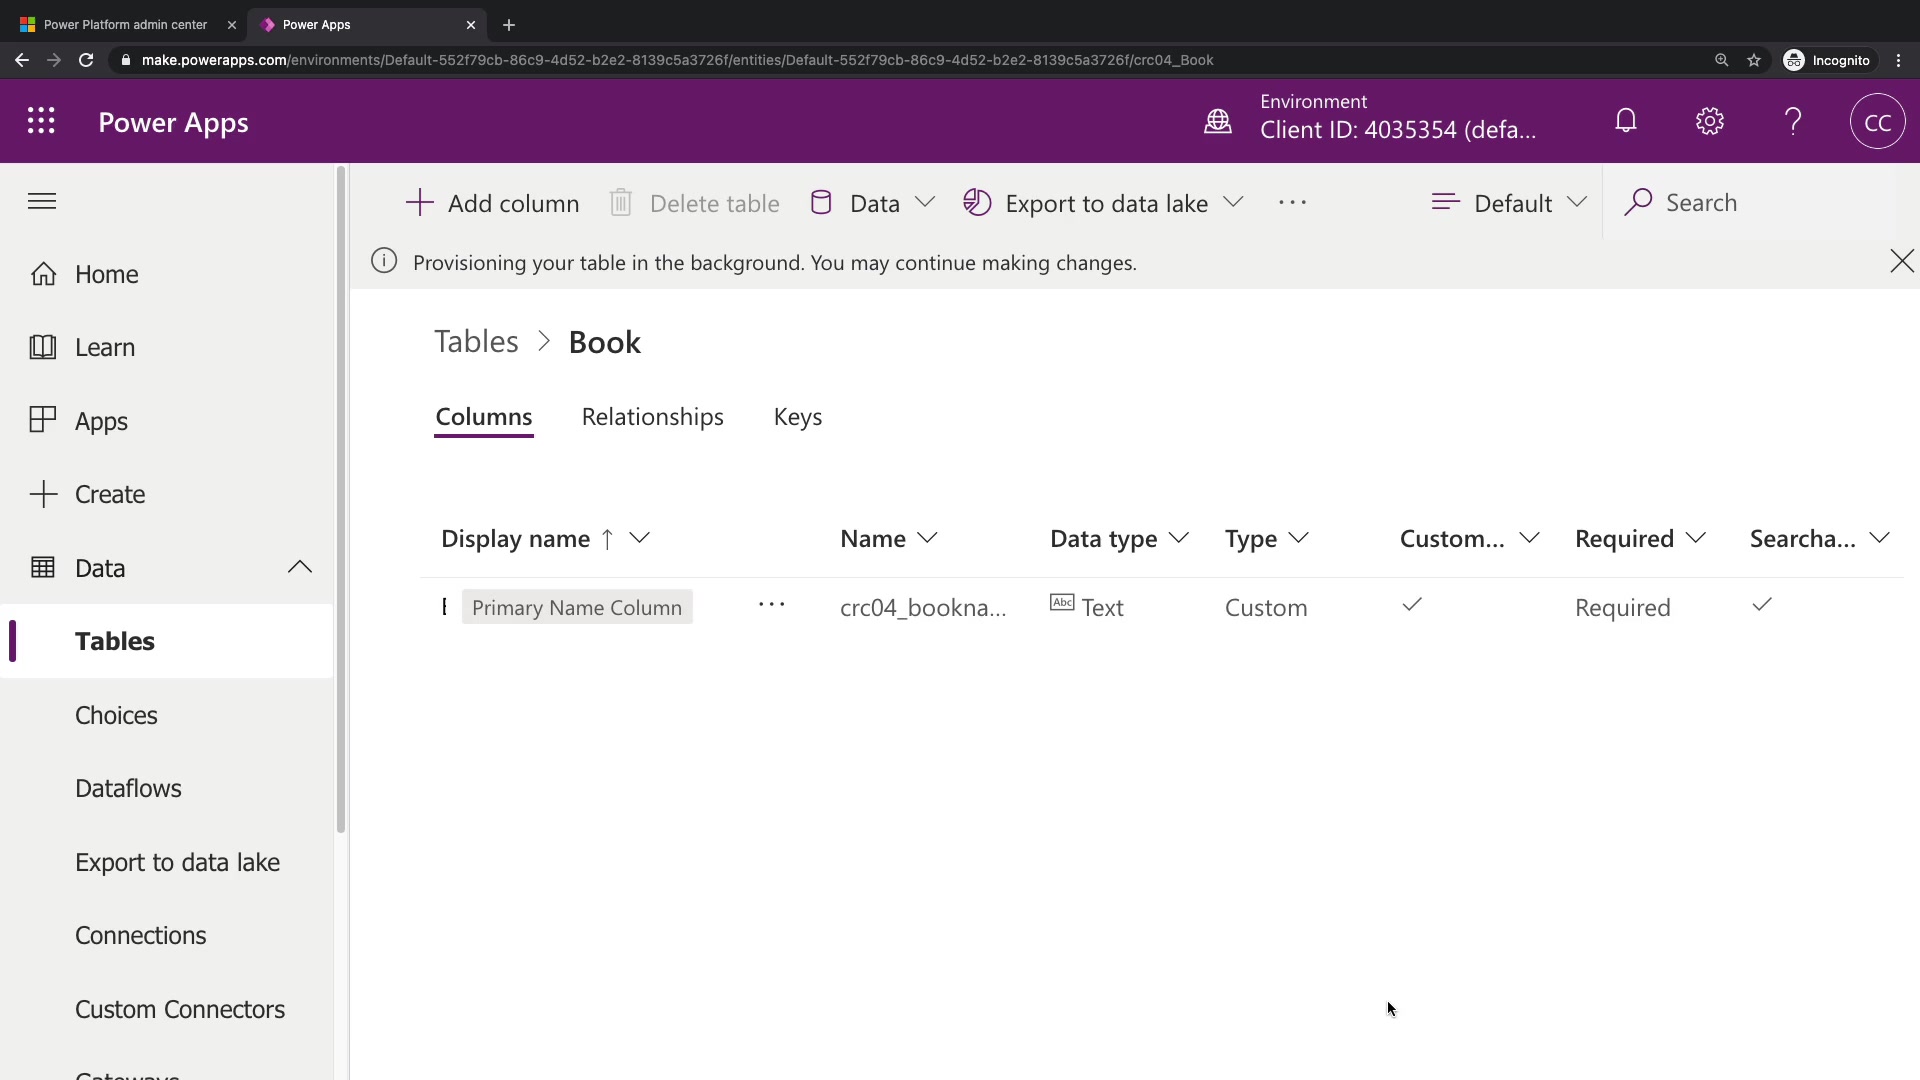 Power Platform admin center
Power Apps
make.powerapps.com/environments/Default-552f79cb-86c9-4d52-b2e2-8139c5a3726f/entities/Default-552f79cb-86c9-4d52-b2e2-8139c5a3726f/crc04_Book
Incognito
Power Apps
Environment
Client ID: 4035354 (defa...
CC
Add column
Delete table
Data
Export to data lake
Default
Search
Provisioning your table in the background. You may continue making changes.
Home
Learn
Apps
Create
Data
Tables
Choices
Dataflows
Export to data lake
Connections
Custom Connectors
Tables > Book
Columns Relationships Keys
Display name Name Data type Type Custom... Required Searcha...
Primary Name Column crc04_bookna... Abc Text Custom Required